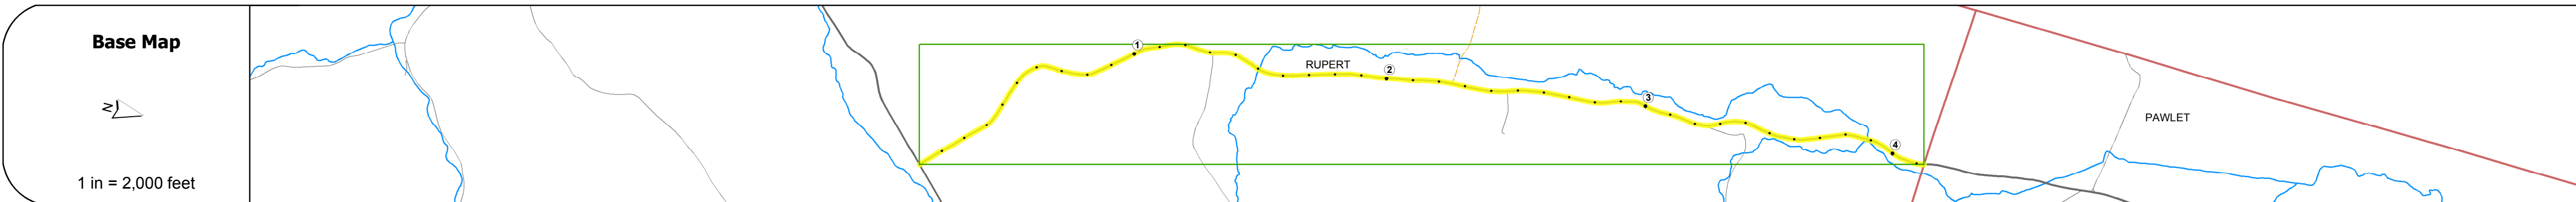 Base Map
N
1 in = 2,000 feet
1
RUPERT
2
3
4
PAWLET